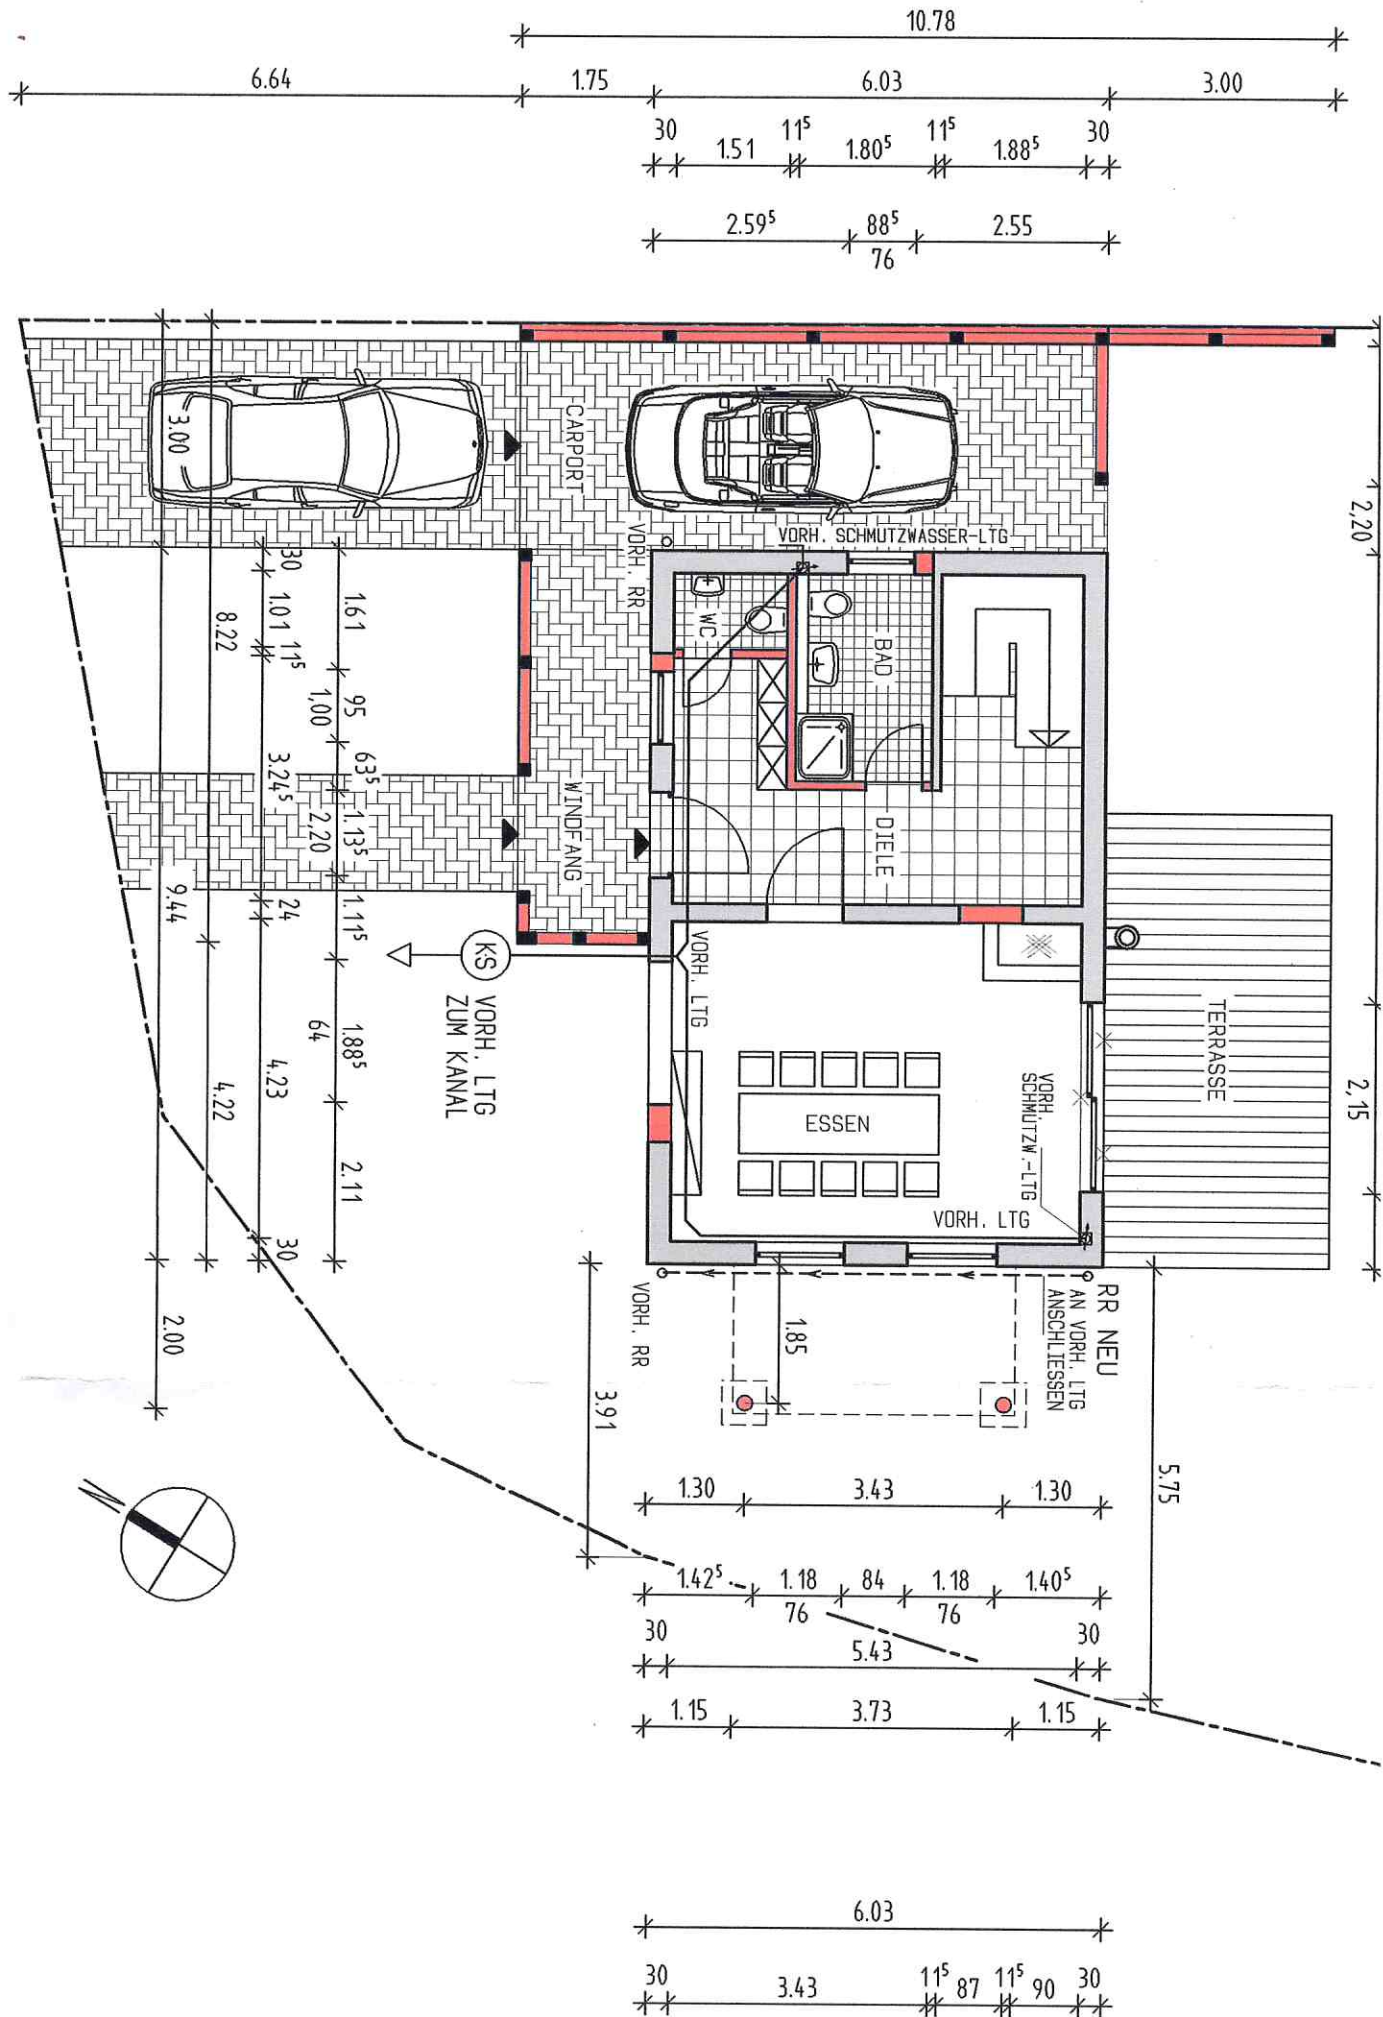 10.78
6.64 1.75 6.03 3.00
30 1.51 11⁵ 1.80⁵ 11⁵ 1.88⁵ 30
2.59⁵ 88⁵ 2.55
76
3.00
CARPORT
VORH. RR
VORH. SCHMUTZWASSER-LTG
WC
BAD
DIELE
WINDFANG
2,20
2,15
30 1.01 11⁵ 3.24⁵ 24 4.23 30
8.22 4.22
9.44 2.00
1.61 95 63⁵ 1.13⁵ 1.11⁵ 1.88⁵ 2.11
1,00 2,20 64
KS
VORH. LTG
ZUM KANAL
VORH. LTG
ESSEN
TERRASSE
VORH.
SCHMUTZW.-LTG
VORH. LTG
VORH. RR
RR NEU
AN VORH. LTG
ANSCHLIESSEN
1.85
3.91
5.75
1.30 3.43 1.30
1.42⁵ 1.18 84 1.18 1.40⁵
76 76
30 5.43 30
1.15 3.73 1.15
6.03
30 3.43 11⁵ 87 11⁵ 90 30